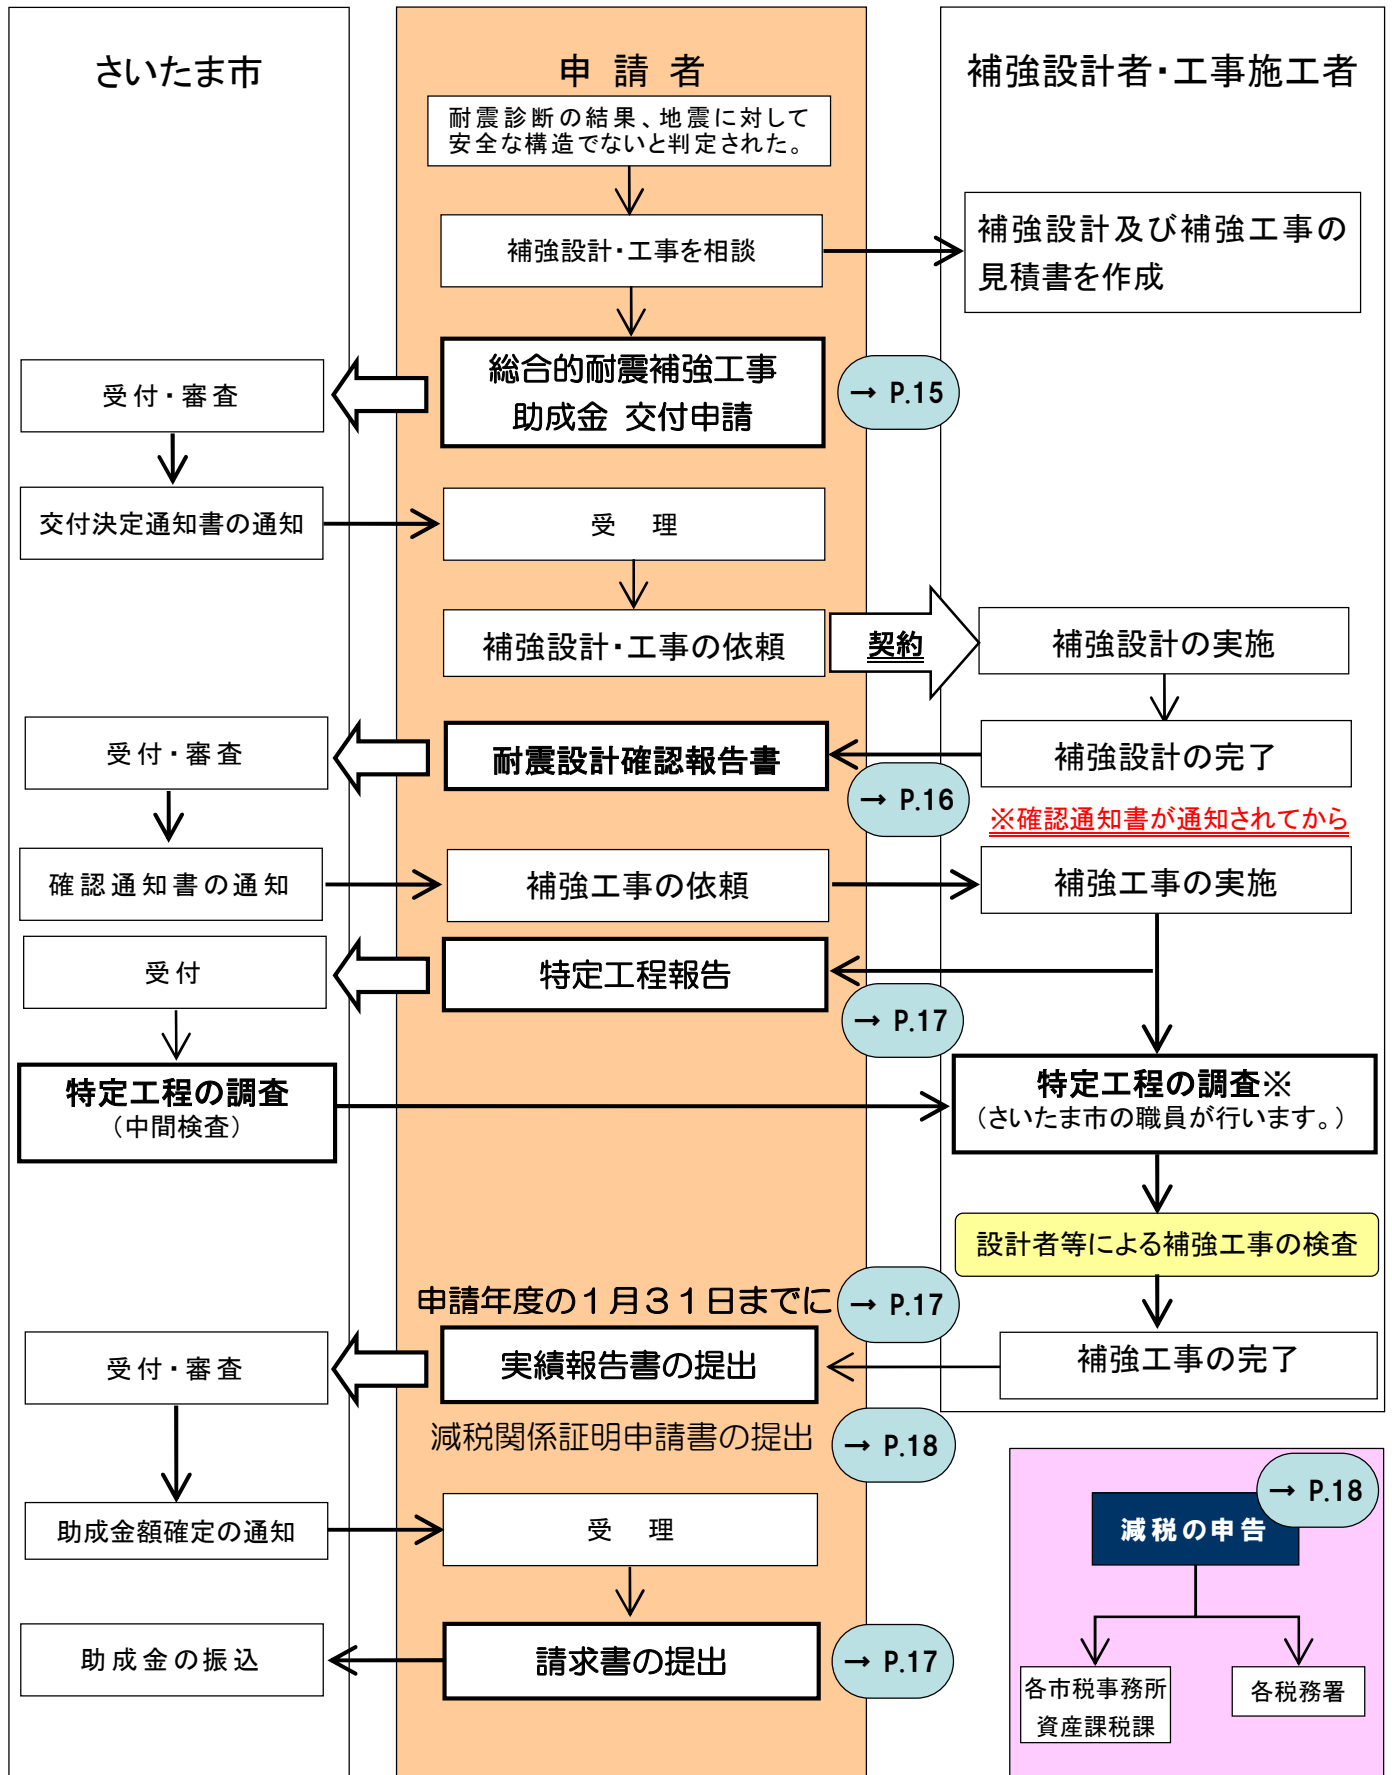 さいたま市
申 請 者
補強設計者・工事施工者
耐震診断の結果、地震に対して
安全な構造でないと判定された。
補強設計・工事を相談
補強設計及び補強工事の
見積書を作成
受付・審査
総合的耐震補強工事
助成金 交付申請
→ P.15
交付決定通知書の通知
受 理
補強設計・工事の依頼
契約
補強設計の実施
受付・審査
耐震設計確認報告書
補強設計の完了
→ P.16
※確認通知書が通知されてから
確認通知書の通知
補強工事の依頼
補強工事の実施
受付
特定工程報告
→ P.17
特定工程の調査
（中間検査）
特定工程の調査※
（さいたま市の職員が行います。）
設計者等による補強工事の検査
申請年度の１月３１日までに
→ P.17
受付・審査
実績報告書の提出
補強工事の完了
減税関係証明申請書の提出
→ P.18
助成金額確定の通知
受 理
→ P.18
減税の申告
助成金の振込
請求書の提出
→ P.17
各市税事務所
資産課税課
各税務署